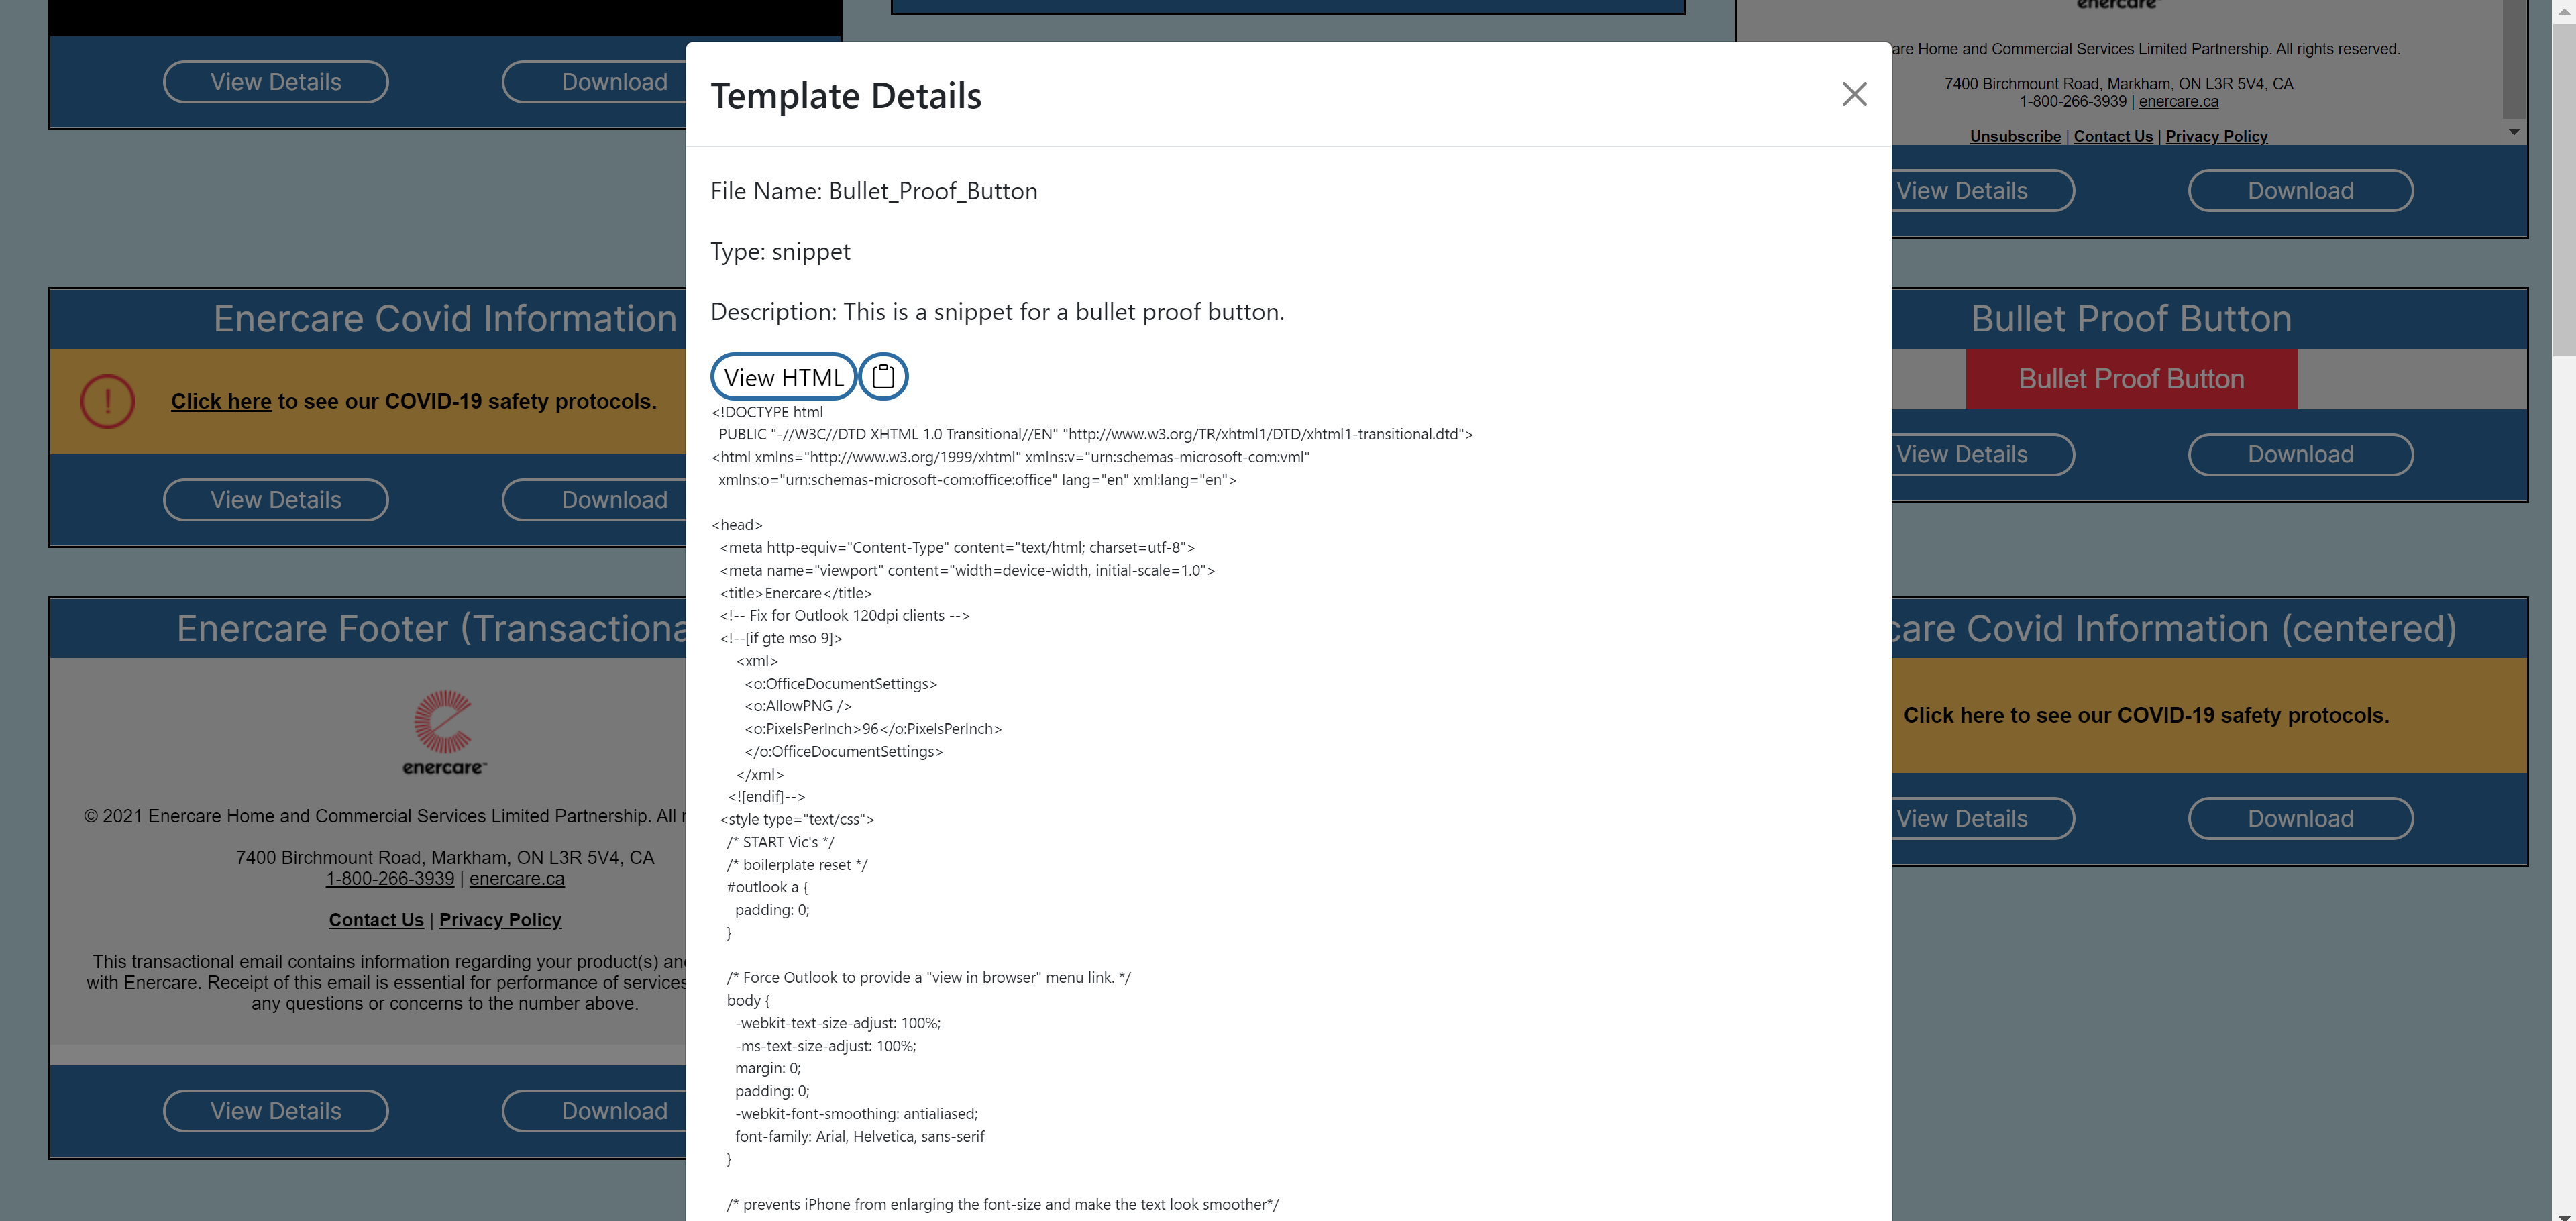 View Details
Download
enercare
are Home and Commercial Services Limited Partnership. All rights reserved.
7400 Birchmount Road, Markham, ON L3R 5V4, CA
1-800-266-3939 | enercare.ca
Unsubscribe | Contact Us | Privacy Policy
View Details
Download
Enercare Covid Information
Click here to see our COVID-19 safety protocols.
View Details
Download
Enercare Footer (Transactiona
enercare™
© 2021 Enercare Home and Commercial Services Limited Partnership. All r
7400 Birchmount Road, Markham, ON L3R 5V4, CA
1-800-266-3939 | enercare.ca
Contact Us | Privacy Policy
This transactional email contains information regarding your product(s) and
with Enercare. Receipt of this email is essential for performance of services
any questions or concerns to the number above.
View Details
Download
Template Details
File Name: Bullet_Proof_Button
Type: snippet
Description: This is a snippet for a bullet proof button.
View HTML
<!DOCTYPE html
PUBLIC "-//W3C//DTD XHTML 1.0 Transitional//EN" "http://www.w3.org/TR/xhtml1/DTD/xhtml1-transitional.dtd">
<html xmlns="http://www.w3.org/1999/xhtml" xmlns:v="urn:schemas-microsoft-com:vml"
xmlns:o="urn:schemas-microsoft-com:office:office" lang="en" xml:lang="en">
<head>
<meta http-equiv="Content-Type" content="text/html; charset=utf-8">
<meta name="viewport" content="width=device-width, initial-scale=1.0">
<title>Enercare</title>
<!-- Fix for Outlook 120dpi clients -->
<!--[if gte mso 9]>
<xml>
<o:OfficeDocumentSettings>
<o:AllowPNG />
<o:PixelsPerInch>96</o:PixelsPerInch>
</o:OfficeDocumentSettings>
</xml>
<![endif]-->
<style type="text/css">
/* START Vic's */
/* boilerplate reset */
#outlook a {
padding: 0;
}
/* Force Outlook to provide a "view in browser" menu link. */
body {
-webkit-text-size-adjust: 100%;
-ms-text-size-adjust: 100%;
margin: 0;
padding: 0;
-webkit-font-smoothing: antialiased;
font-family: Arial, Helvetica, sans-serif
}
/* prevents iPhone from enlarging the font-size and make the text look smoother*/
Bullet Proof Button
Bullet Proof Button
View Details
Download
care Covid Information (centered)
Click here to see our COVID-19 safety protocols.
View Details
Download